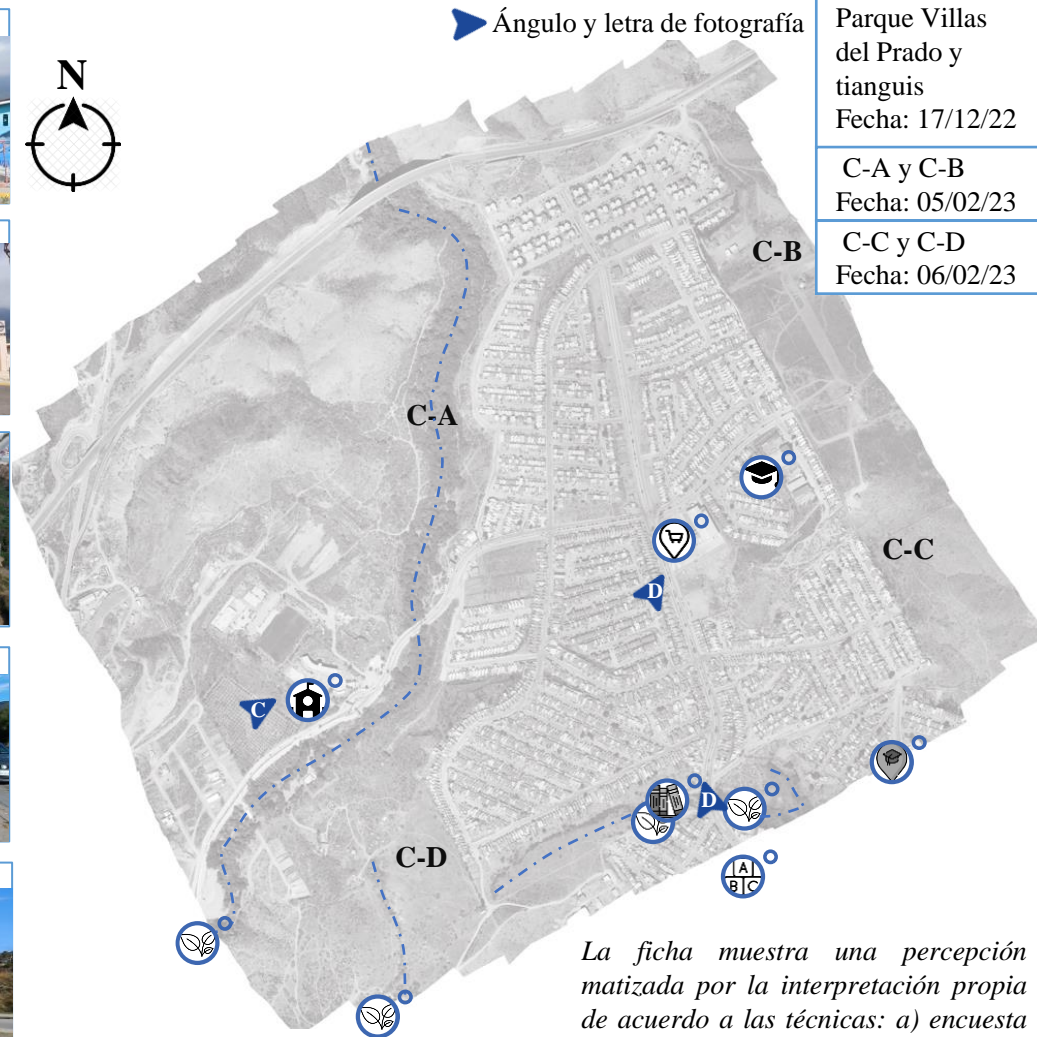 Ángulo y letra de fotografía
Parque Villas
del Prado y
tianguis
Fecha: 17/12/22
C-A y C-B
Fecha: 05/02/23
C-C y C-D
Fecha: 06/02/23
N
C-B
C-A
C-C
D
C
D
C-D
A
B C
La ficha muestra una percepción
matizada por la interpretación propia
de acuerdo a las técnicas: a) encuesta